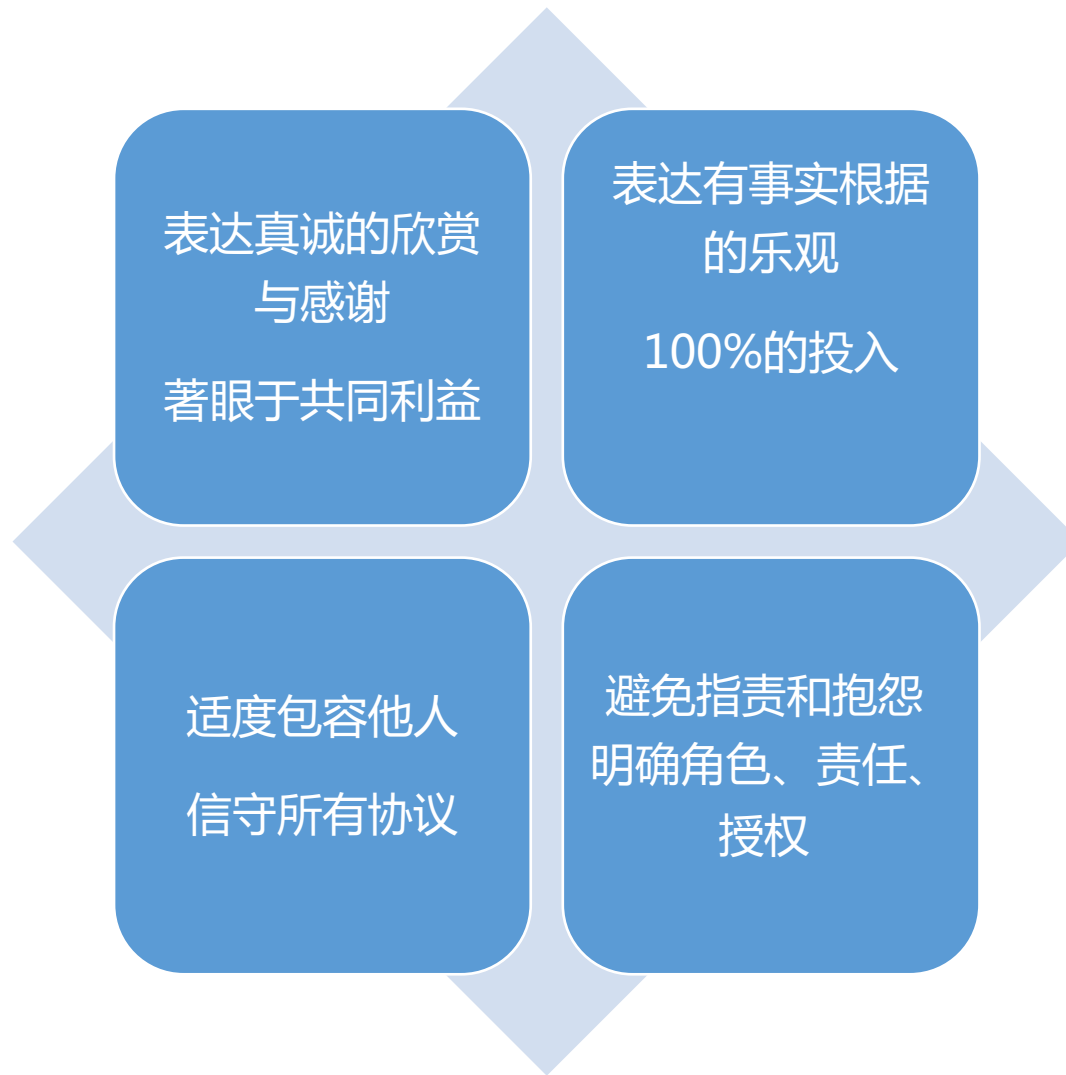 表达真诚的欣赏
与感谢
著眼于共同利益
表达有事实根据
的乐观
100%的投入
适度包容他人
信守所有协议
避免指责和抱怨
明确角色、责任、
授权